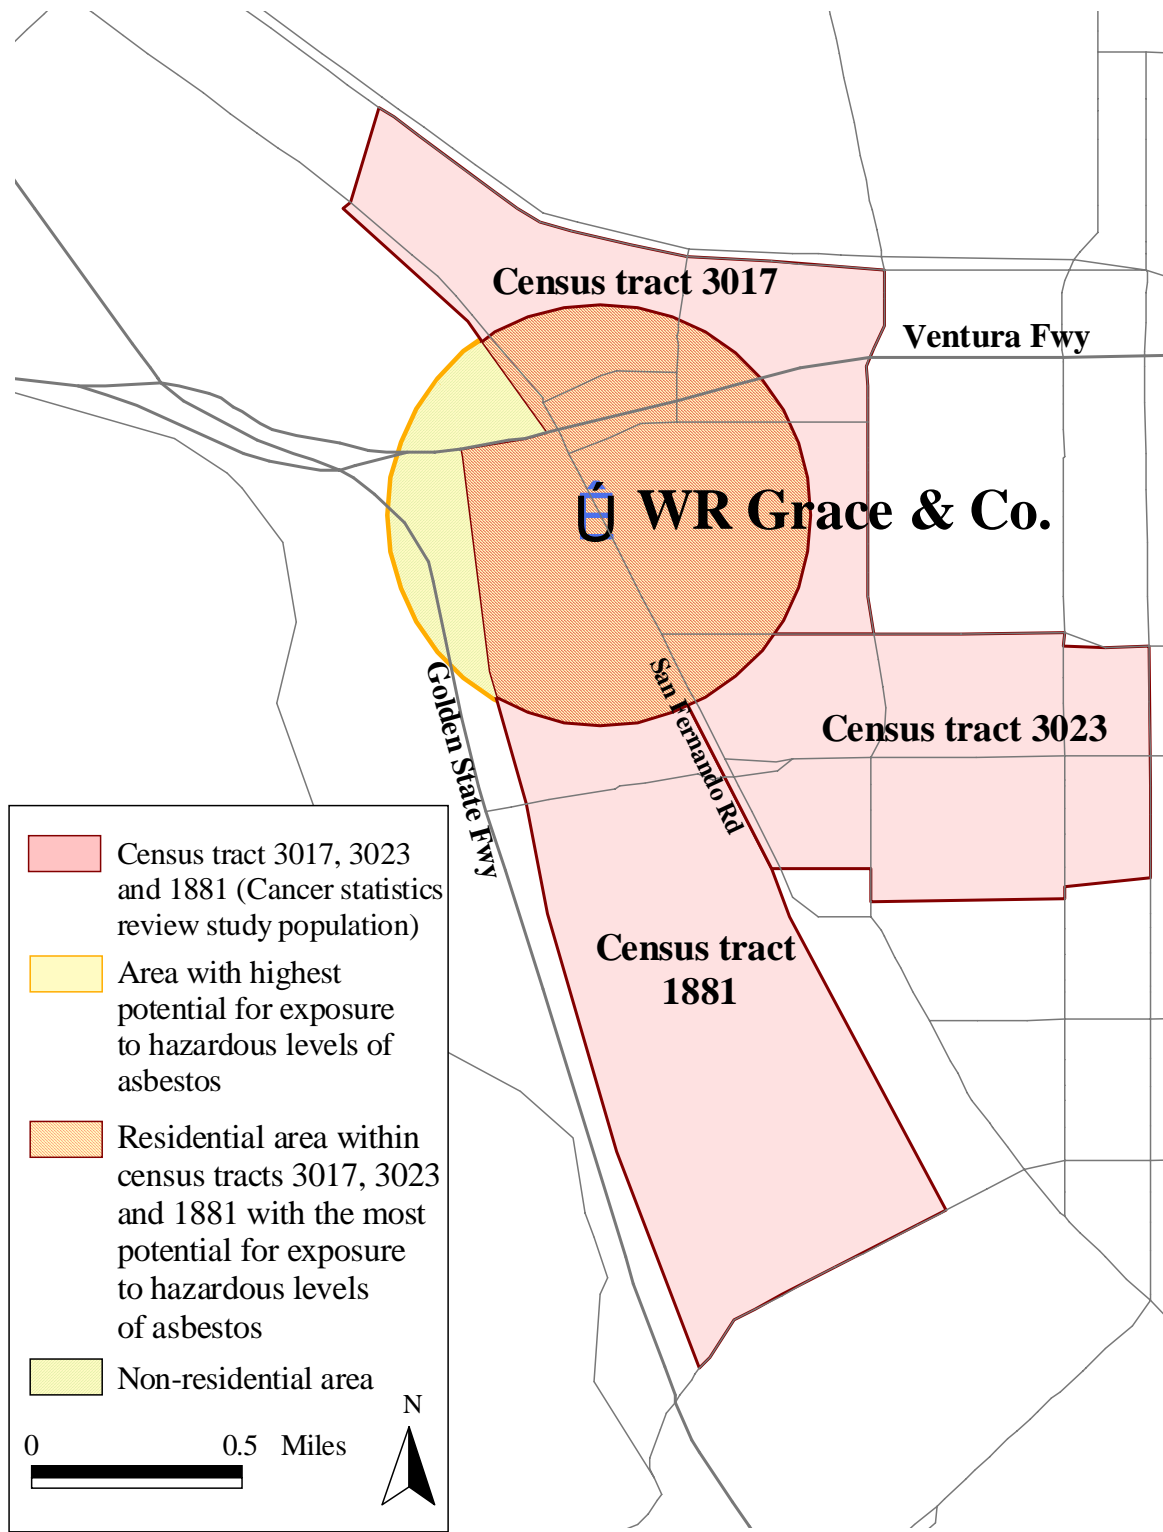 Census tract 3017
Ventura Fwy
WR Grace & Co.
San Fernando Rd
Golden State Fwy
Census tract 3023
Census tract
1881
Census tract 3017, 3023
and 1881 (Cancer statistics
review study population)
Area with highest
potential for exposure
to hazardous levels of
asbestos
Residential area within
census tracts 3017, 3023
and 1881 with the most
potential for exposure
to hazardous levels
of asbestos
Non-residential area
N
0 0.5 Miles